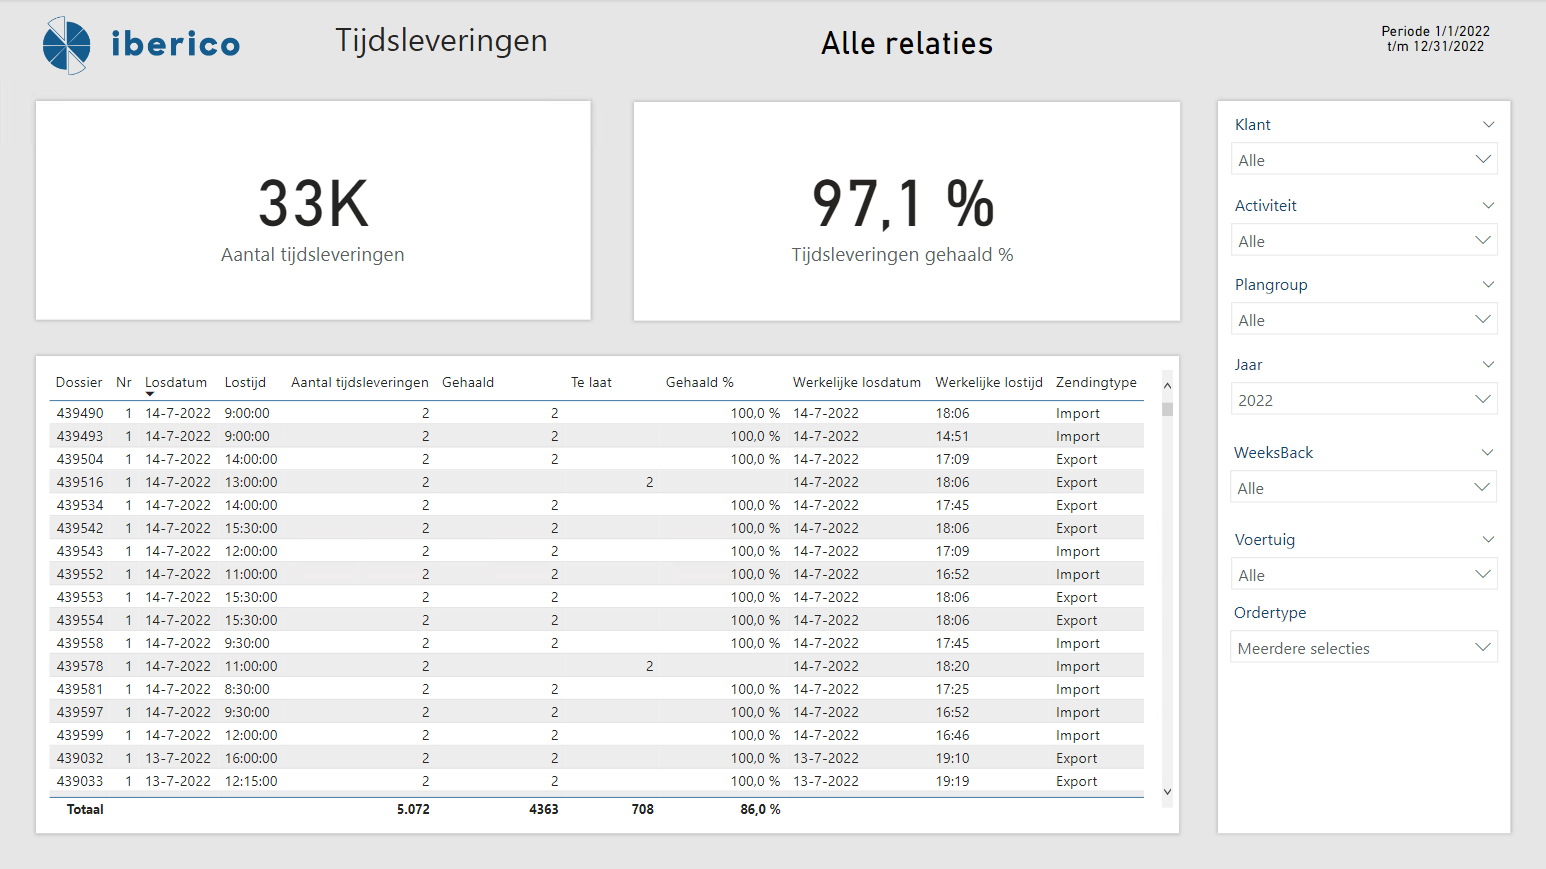 iberico
Tijdsleveringen
Alle relaties
Periode 1/1/2022
t/m 12/31/2022
33K
Aantal tijdsleveringen
97,1 %
Tijdsleveringen gehaald %
Dossier Nr Losdatum Lostijd Aantal tijdsleveringen Gehaald Te laat Gehaald % Werkelijke losdatum Werkelijke lostijd Zendingtype
439490 1 14-7-2022 9:00:00 2 2 100,0 % 14-7-2022 18:06 Import
439493 1 14-7-2022 9:00:00 2 2 100,0 % 14-7-2022 14:51 Import
439504 1 14-7-2022 14:00:00 2 2 100,0 % 14-7-2022 17:09 Export
439516 1 14-7-2022 13:00:00 2 2 14-7-2022 18:06 Export
439534 1 14-7-2022 14:00:00 2 2 100,0 % 14-7-2022 17:45 Export
439542 1 14-7-2022 15:30:00 2 2 100,0 % 14-7-2022 18:06 Export
439543 1 14-7-2022 12:00:00 2 2 100,0 % 14-7-2022 17:09 Import
439552 1 14-7-2022 11:00:00 2 2 100,0 % 14-7-2022 16:52 Import
439553 1 14-7-2022 15:30:00 2 2 100,0 % 14-7-2022 18:06 Export
439554 1 14-7-2022 15:30:00 2 2 100,0 % 14-7-2022 18:06 Export
439558 1 14-7-2022 9:30:00 2 2 100,0 % 14-7-2022 17:45 Import
439578 1 14-7-2022 11:00:00 2 2 14-7-2022 18:20 Import
439581 1 14-7-2022 8:30:00 2 2 100,0 % 14-7-2022 17:25 Import
439597 1 14-7-2022 9:30:00 2 2 100,0 % 14-7-2022 16:52 Import
439599 1 14-7-2022 12:00:00 2 2 100,0 % 14-7-2022 16:46 Import
439032 1 13-7-2022 16:00:00 2 2 100,0 % 13-7-2022 19:10 Export
439033 1 13-7-2022 12:15:00 2 2 100,0 % 13-7-2022 19:19 Export
Totaal 5.072 4363 708 86,0 %
Klant
Alle
Activiteit
Alle
Plangroup
Alle
Jaar
2022
WeeksBack
Alle
Voertuig
Alle
Ordertype
Meerdere selecties